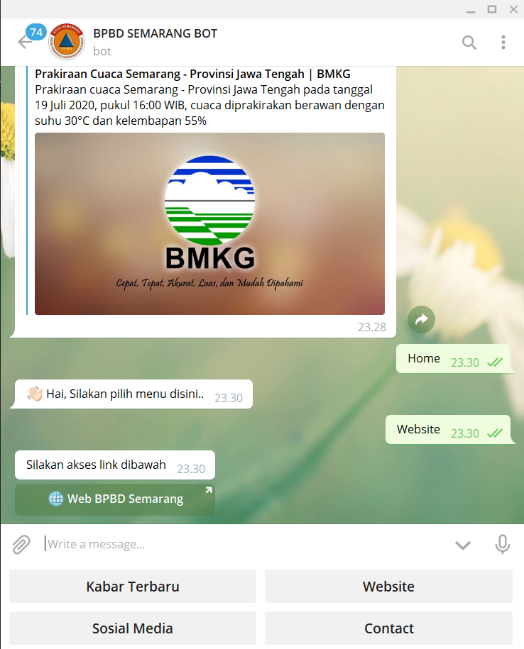 74
BPBD SEMARANG BOT
bot
Prakiraan Cuaca Semarang - Provinsi Jawa Tengah | BMKG
Prakiraan cuaca Semarang - Provinsi Jawa Tengah pada tanggal
19 Juli 2020, pukul 16:00 WIB, cuaca diprakirakan berawan dengan
suhu 30°C dan kelembapan 55%
BMKG
Cepat, Tepat, Akurat, Luas, dan Mudah Dipahami
23.28
Home 23.30
👋🏻 Hai, Silakan pilih menu disini.. 23.30
Website 23.30
Silakan akses link dibawah 23.30
🌐 Web BPBD Semarang
Write a message...
Kabar Terbaru Website
Sosial Media Contact